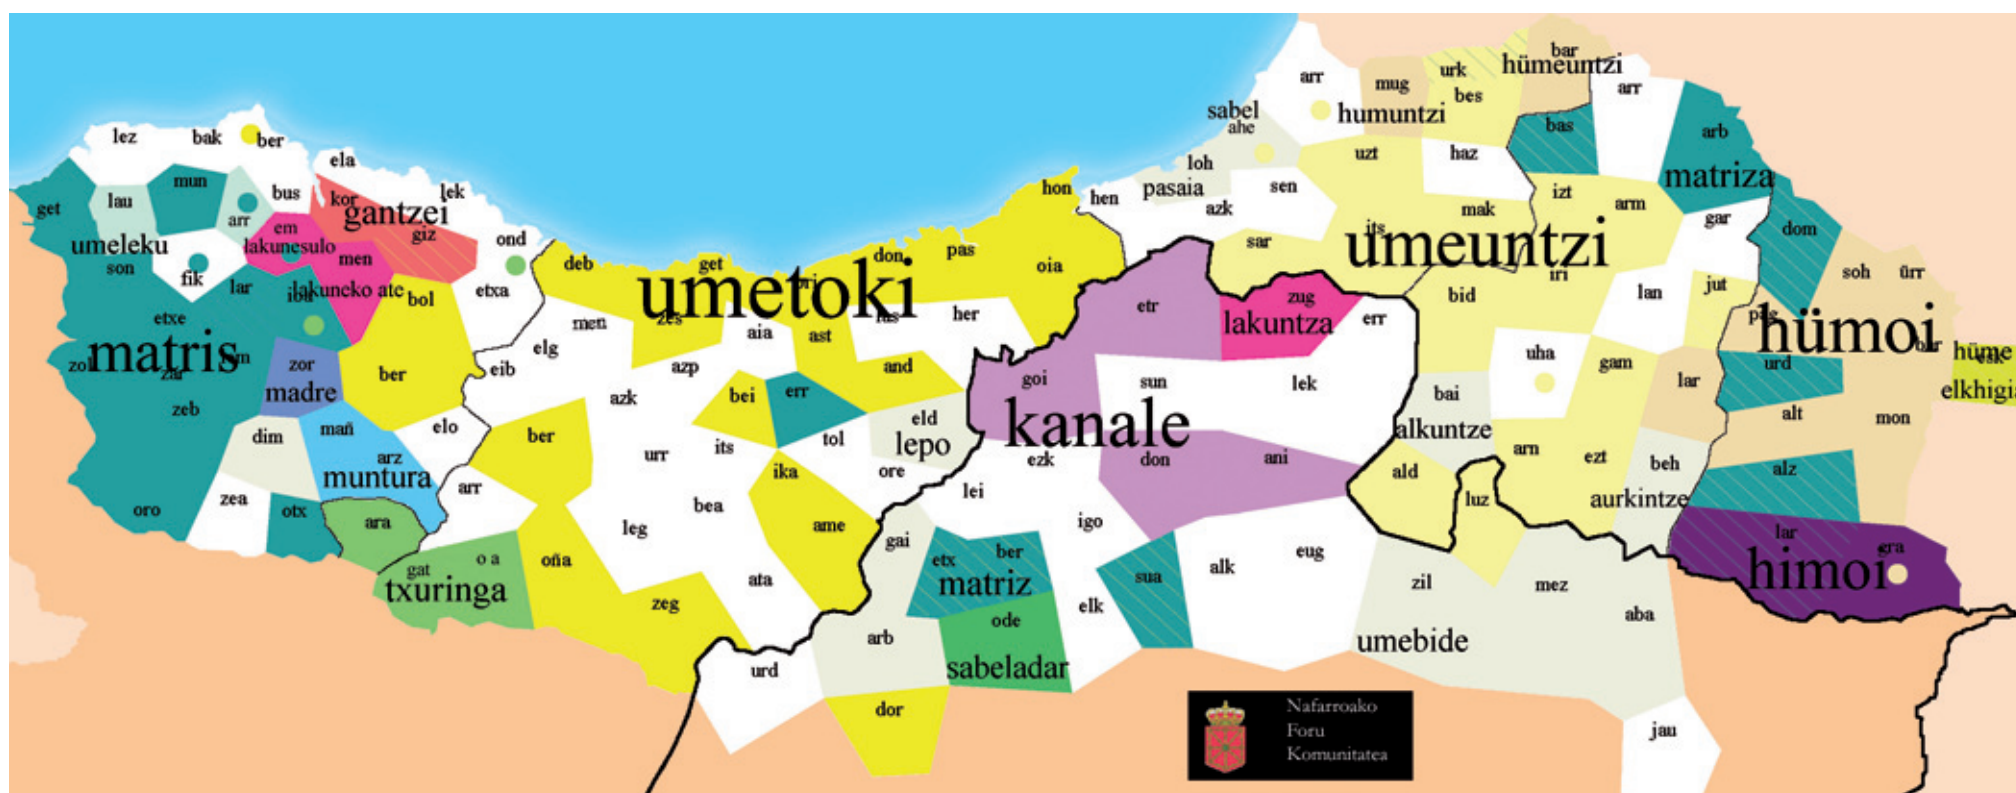 lez
bak
ber
ela
lek
get
lau
mun
arr
bus
kor
gantzei
giz
em
lakunesulo
men
umeleku
son
fik
lar
lakuneko ate
bol
ond
etxa
etxe
matris
zol
zeb
zor
madre
ber
dim
mañ
arz
muntura
elo
oro
zea
otx
ara
arr
gat
o a
txuringa
deb
get
umetoki
don
pas
oia
hon
men
zes
elg
eib
azk
azp
aia
ast
her
and
bei
err
ber
urr
its
tol
eld
lepo
ore
ika
bea
leg
ame
oña
ata
zeg
urd
arb
gai
dor
hen
sabel
ahe
loh
pasaia
azk
sen
sar
arr
mug
humuntzi
urk
bes
hümeuntzi
bar
arr
uzt
haz
bas
arb
matriza
mak
its
umeuntzi
izt
arm
gar
dom
iri
lan
jut
bid
etr
zug
lakuntza
err
goi
sun
lek
kanale
ezk
don
ani
lei
igo
etx
ber
matriz
ode
sabeladar
elk
sua
alk
eug
bai
alkuntze
uha
gam
lar
ald
luz
arn
ezt
beh
aurkintze
zil
mez
aba
umebide
jau
soh
ürr
hümoi
urd
alt
mon
alz
hüme
elkhigia
lar
gra
himoi
Nafarroako
Foru
Komunitatea